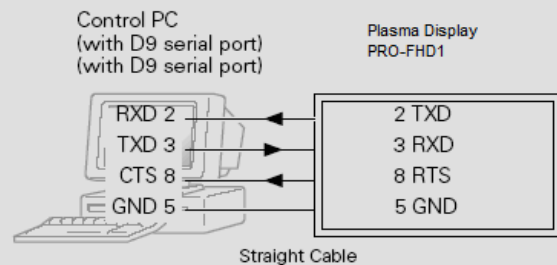 Control PC
(with D9 serial port)
(with D9 serial port)
Plasma Display
PRO-FHD1
RXD 2
2 TXD
TXD 3
3 RXD
CTS 8
8 RTS
GND 5
5 GND
Straight Cable